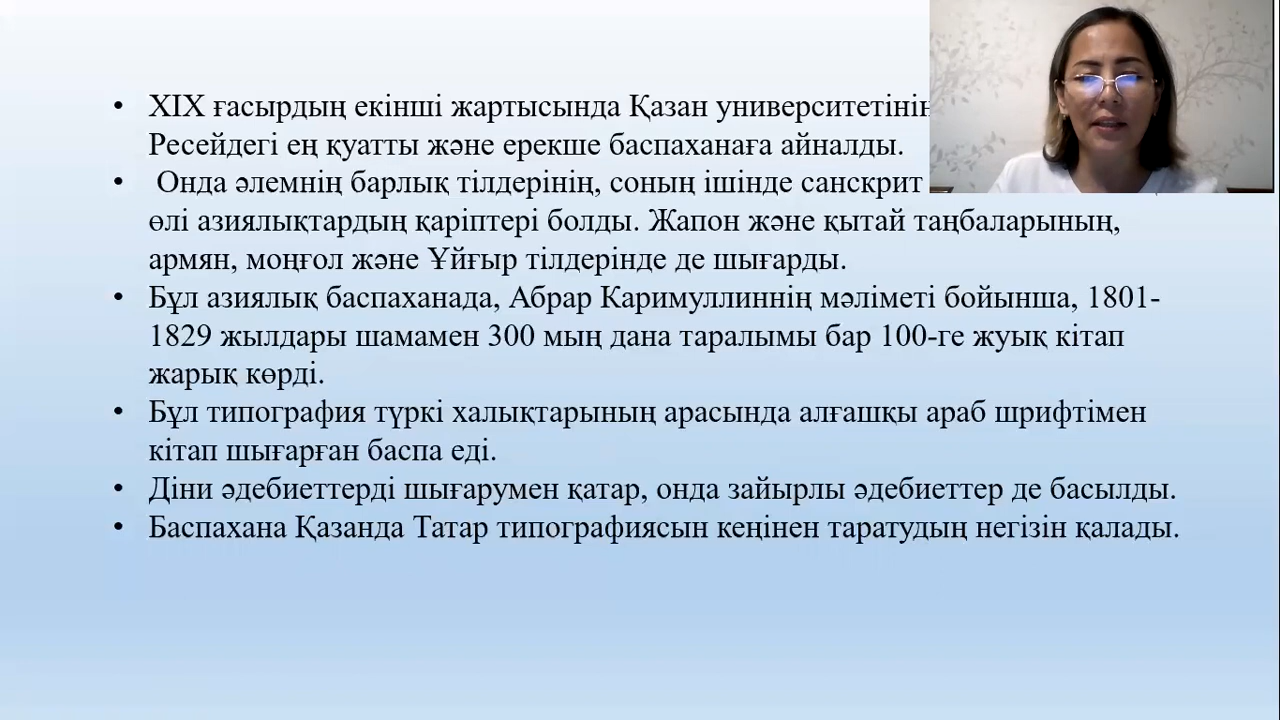 • XIX ғасырдың екінші жартысында Қазан университетінің
Ресейдегі ең қуатты және ерекше баспаханаға айналды.
• Онда әлемнің барлық тілдерінің, соның ішінде санскрит
өлі азиялықтардың қаріптері болды. Жапон және қытай таңбаларының,
армян, моңғол және Ұйғыр тілдерінде де шығарды.
• Бұл азиялық баспаханада, Абрар Каримуллиннің мәліметі бойынша, 1801-
1829 жылдары шамамен 300 мың дана таралымы бар 100-ге жуық кітап
жарық көрді.
• Бұл типография түркі халықтарының арасында алғашқы араб шрифтімен
кітап шығарған баспа еді.
• Діни әдебиеттерді шығарумен қатар, онда зайырлы әдебиеттер де басылды.
• Баспахана Қазанда Татар типографиясын кеңінен таратудың негізін қалады.